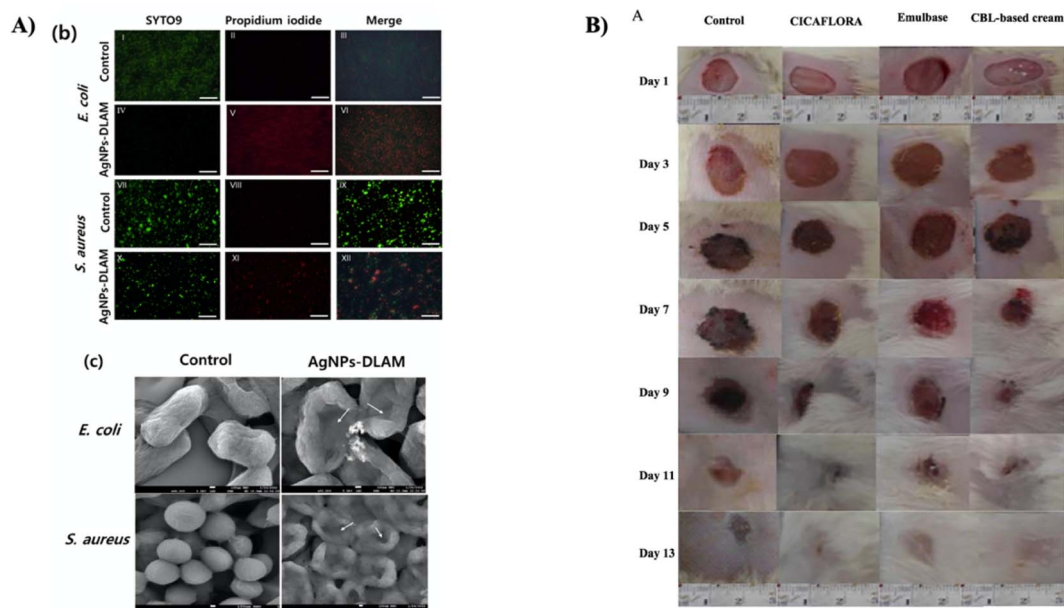 A)
(b)
SYTO9 Propidium iodide Merge
E. coli
Control
I II III
AgNPs-DLAM
IV V VI
S. aureus
Control
VII VIII IX
AgNPs-DLAM
X XI XII
(c)
Control AgNPs-DLAM
E. coli
S. aureus
B)
A
Control CICAFLORA Emulbase CBL-based cream
Day 1
Day 3
Day 5
Day 7
Day 9
Day 11
Day 13